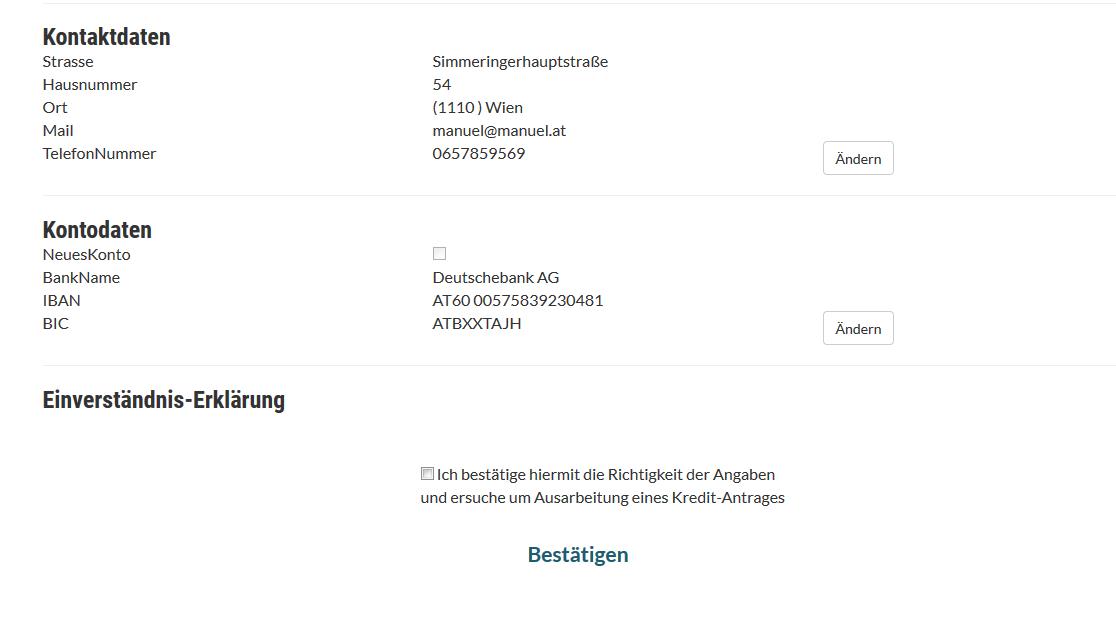 Kontaktdaten
Strasse Simmeringerhauptstraße
Hausnummer 54
Ort (1110 ) Wien
Mail manuel@manuel.at
TelefonNummer 0657859569
Ändern
Kontodaten
NeuesKonto
BankName Deutschebank AG
IBAN AT60 00575839230481
BIC ATBXXTAJH
Ändern
Einverständnis-Erklärung
Ich bestätige hiermit die Richtigkeit der Angaben
und ersuche um Ausarbeitung eines Kredit-Antrages
Bestätigen